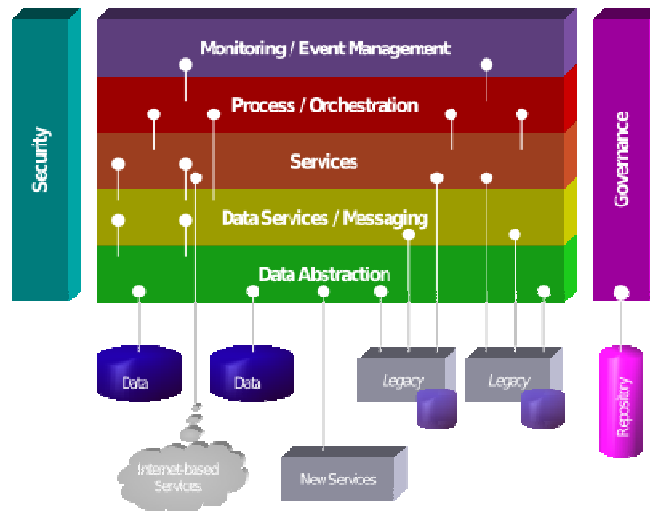 Monitoring / Event Management
Process / Orchestration
Services
Data Services / Messaging
Data Abstraction
Security
Governance
Data
Data
Legacy
Legacy
Repository
Internet-based
Services
New Services